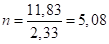 n = 11,83 / 2,33 = 5,08